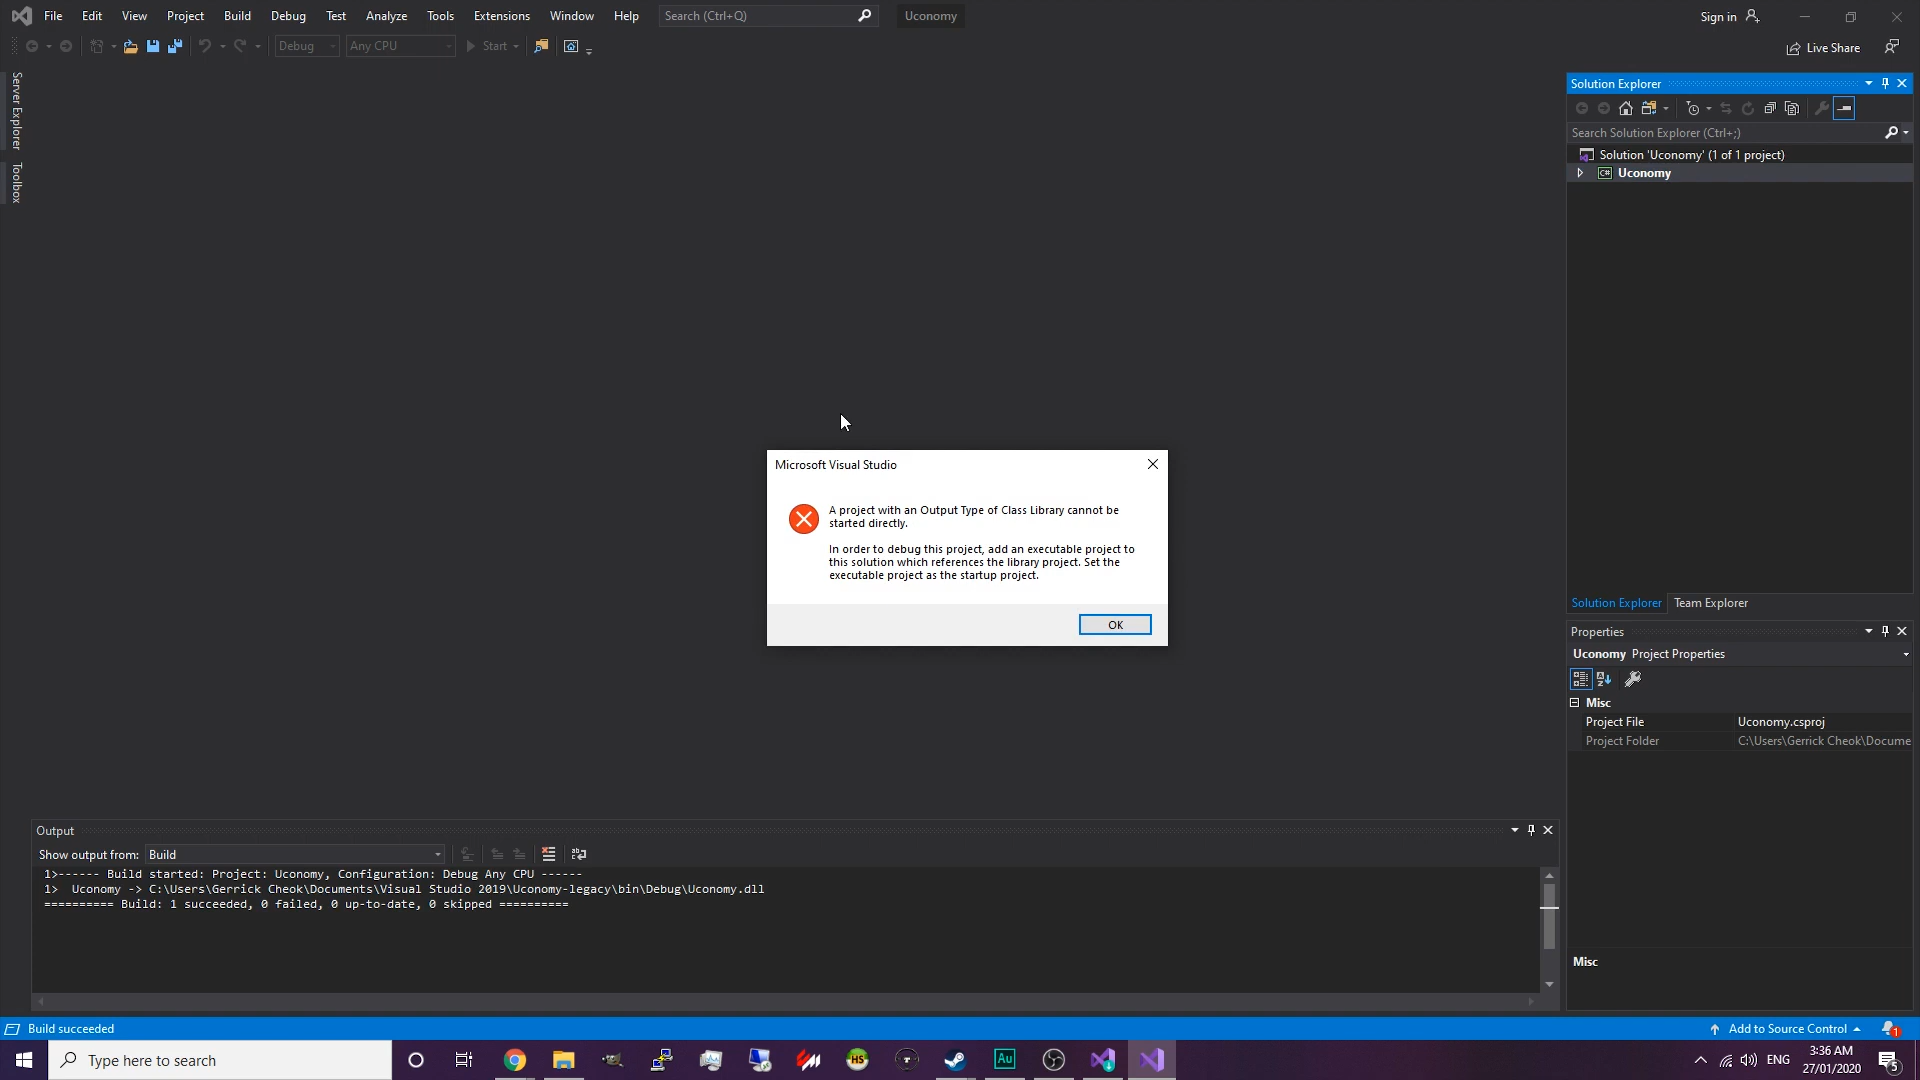 File Edit View Project Build Debug Test Analyze Tools Extensions Window Help Search (Ctrl+Q) Uconomy Sign in
Debug Any CPU Start Live Share
Server Explorer
Toolbox
Solution Explorer
Search Solution Explorer (Ctrl+;)
Solution 'Uconomy' (1 of 1 project)
C# Uconomy
Microsoft Visual Studio
A project with an Output Type of Class Library cannot be
started directly.
In order to debug this project, add an executable project to
this solution which references the library project. Set the
executable project as the startup project.
OK
Solution Explorer Team Explorer
Properties
Uconomy Project Properties
Misc
Project File Uconomy.csproj
Project Folder C:\Users\Gerrick Cheok\Docume
Misc
Output
Show output from: Build
1>------ Build started: Project: Uconomy, Configuration: Debug Any CPU ------
1> Uconomy -> C:\Users\Gerrick Cheok\Documents\Visual Studio 2019\Uconomy-legacy\bin\Debug\Uconomy.dll
========== Build: 1 succeeded, 0 failed, 0 up-to-date, 0 skipped ==========
Build succeeded Add to Source Control 1
Type here to search HS T Au ENG 3:36 AM
27/01/2020 5